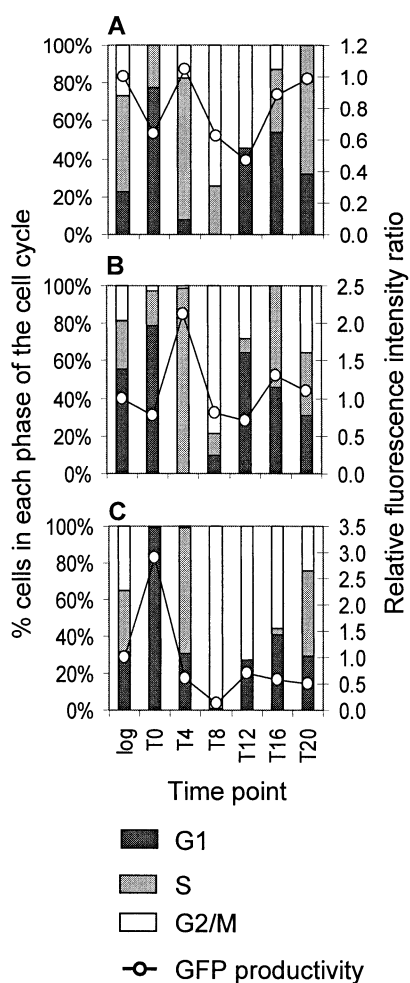 A
100% 1.2
80% 1.0
0.8
60% 0.6
40% 0.4
20% 0.2
0% 0.0
B
100% 2.5
80% 2.0
60% 1.5
40% 1.0
20% 0.5
0% 0.0
C
100% 3.5
80% 3.0
2.5
60% 2.0
40% 1.5
1.0
20% 0.5
0% 0.0
% cells in each phase of the cell cycle
Relative fluorescence intensity ratio
log T0 T4 T8 T12 T16 T20
Time point
G1
S
G2/M
GFP productivity